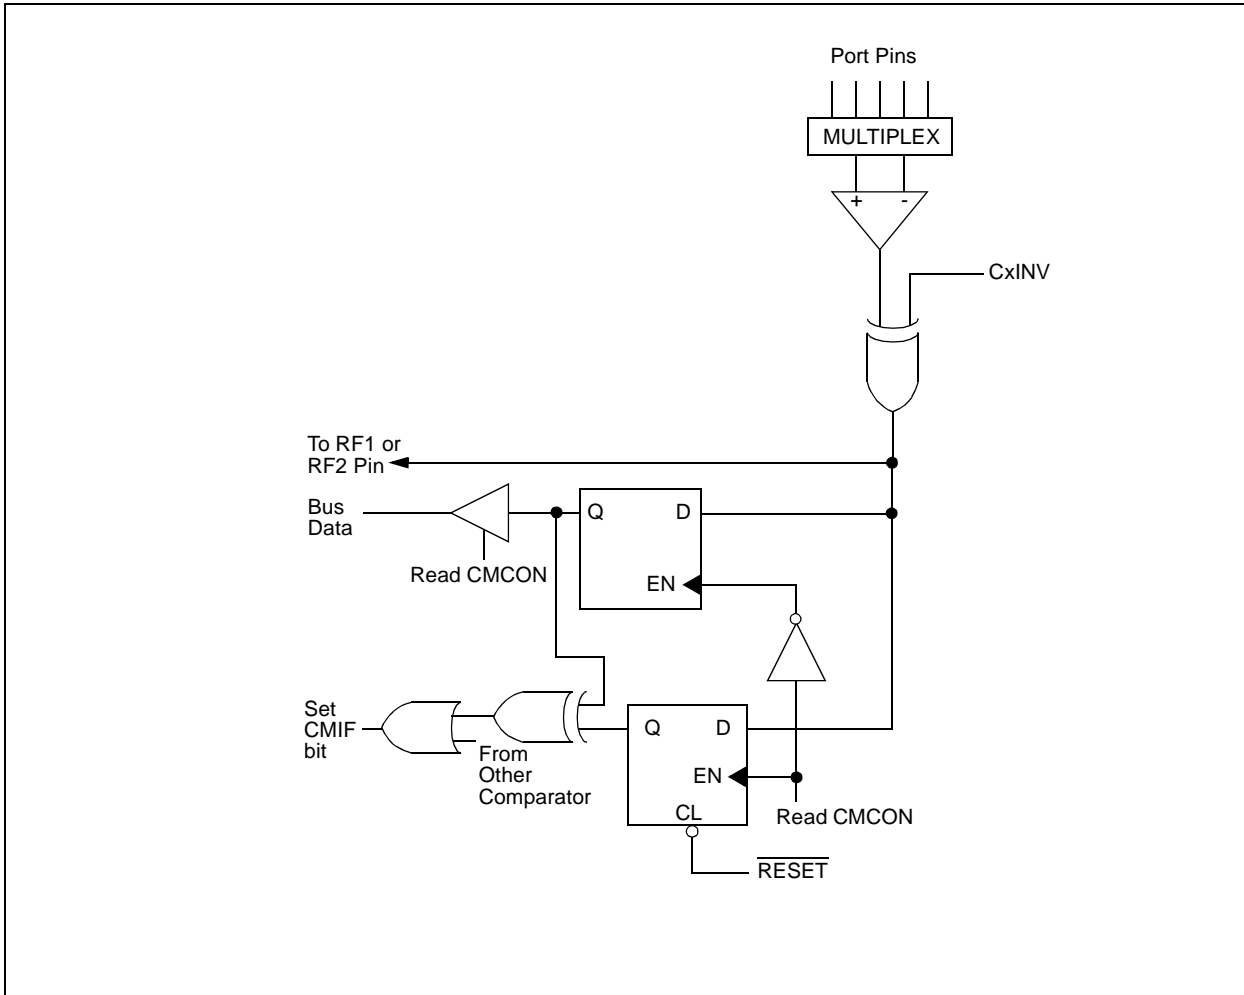 Port Pins
MULTIPLEX
+ -
CxINV
To RF1 or
RF2 Pin
Bus
Data
Q
D
EN
Read CMCON
Set
CMIF
bit
From
Other
Comparator
Q
D
EN
CL
Read CMCON
RESET